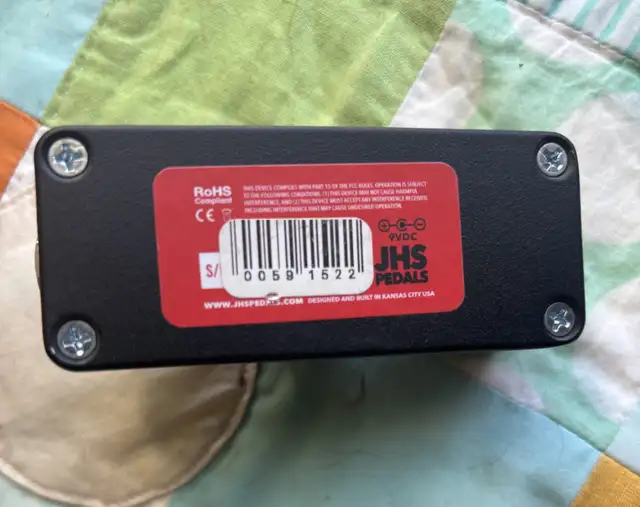 RoHS
Compliant
THIS DEVICE COMPLIES WITH PART 15 OF THE FCC RULES. OPERATION IS SUBJECT
TO THE FOLLOWING CONDITIONS. (1) THIS DEVICE MAY NOT CAUSE HARMFUL
INTERFERENCE, AND (2) THIS DEVICE MUST ACCEPT ANY INTERFERENCE RECEIVED
INCLUDING INTERFERENCE THAT MAY CAUSE UNDESIRED OPERATION.
CE
S/
0059 1522
9VDC
JHS
PEDALS
WWW.JHSPEDALS.COM DESIGNED AND BUILT IN KANSAS CITY USA